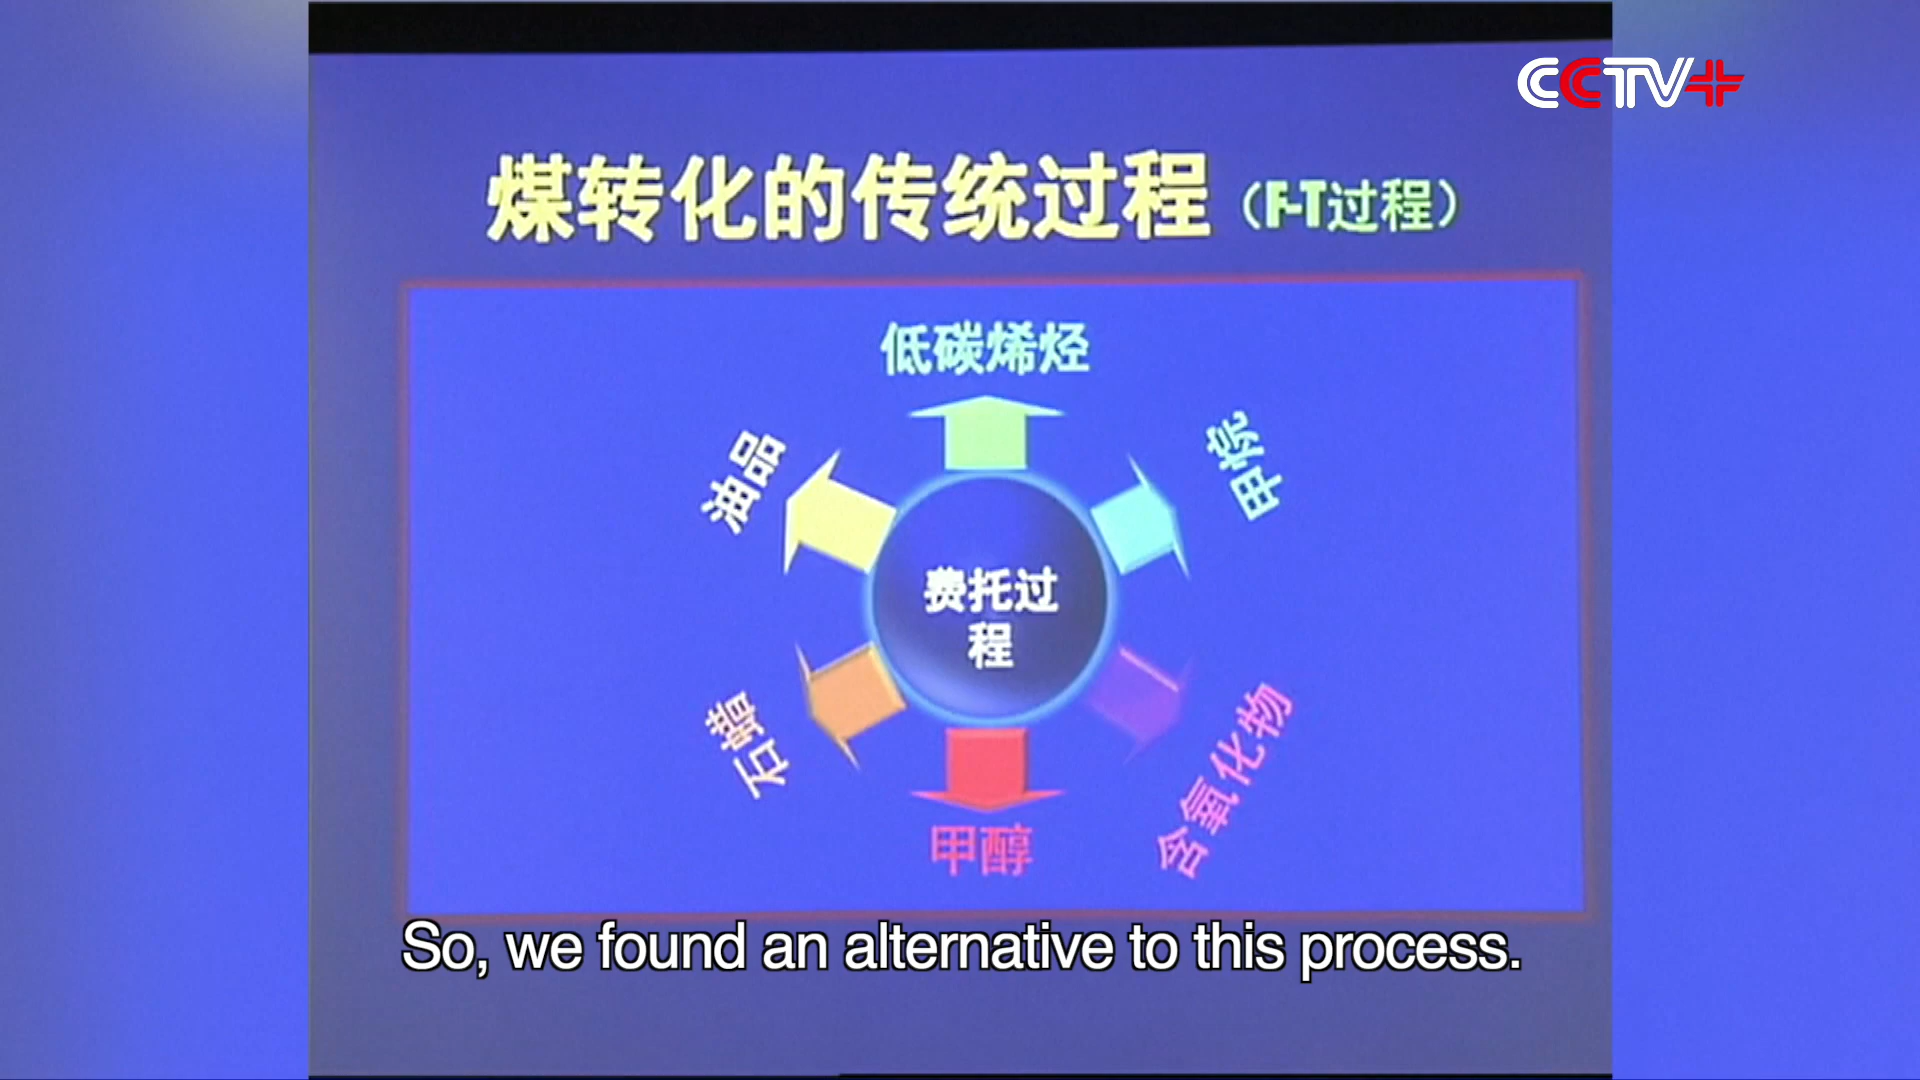 CCTV+
煤转化的传统过程（F-T过程）
低碳烯烃
油品
甲烷
费托过
程
石蜡
含氧化物
甲醇
So, we found an alternative to this process.